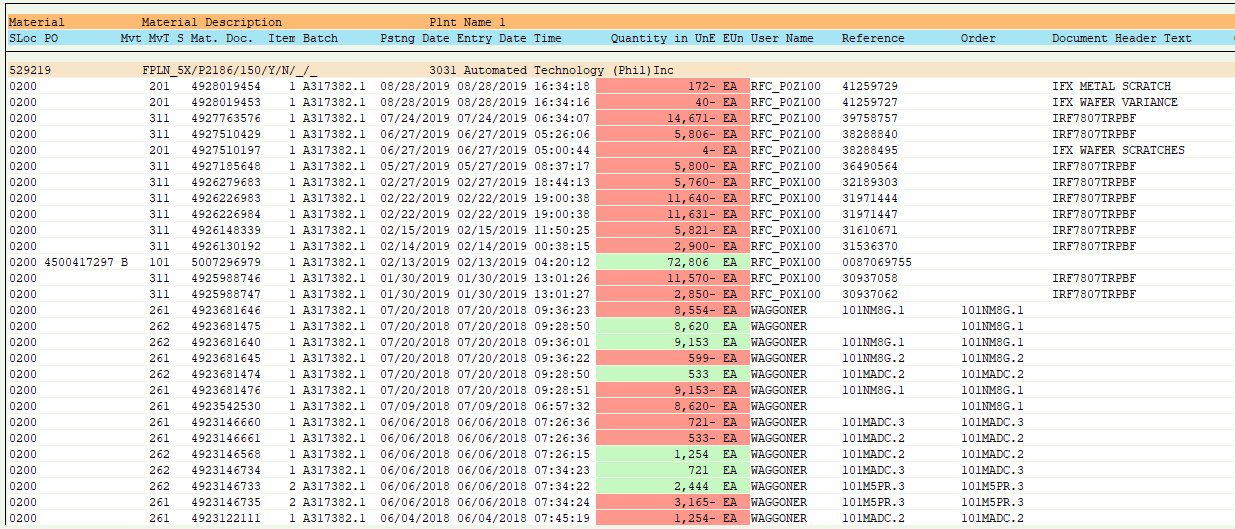 Material Material Description Plnt Name 1
SLoc PO Mvt MvT S Mat. Doc. Item Batch Pstng Date Entry Date Time Quantity in UnE EUn User Name Reference Order Document Header Text
529219 FPLN_5X/P2186/150/Y/N/_/_ 3031 Automated Technology (Phil)Inc
0200 201 4928019454 1 A317382.1 08/28/2019 08/28/2019 16:34:18 172- EA RFC_P0Z100 41259729 IFX METAL SCRATCH
0200 201 4928019453 1 A317382.1 08/28/2019 08/28/2019 16:34:16 40- EA RFC_P0Z100 41259727 IFX WAFER VARIANCE
0200 311 4927763576 1 A317382.1 07/24/2019 07/24/2019 06:34:07 14,671- EA RFC_P0Z100 39758757 IRF7807TRPBF
0200 311 4927510429 1 A317382.1 06/27/2019 06/27/2019 05:26:06 5,806- EA RFC_P0Z100 38288840 IRF7807TRPBF
0200 201 4927510197 1 A317382.1 06/27/2019 06/27/2019 05:00:44 4- EA RFC_P0Z100 38288495 IFX WAFER SCRATCHES
0200 311 4927185648 1 A317382.1 05/27/2019 05/27/2019 08:37:17 5,800- EA RFC_P0Z100 36490564 IRF7807TRPBF
0200 311 4926279683 1 A317382.1 02/27/2019 02/27/2019 18:44:13 5,760- EA RFC_P0X100 32189303 IRF7807TRPBF
0200 311 4926226983 1 A317382.1 02/22/2019 02/22/2019 19:00:38 11,640- EA RFC_P0X100 31971444 IRF7807TRPBF
0200 311 4926226984 1 A317382.1 02/22/2019 02/22/2019 19:00:38 11,631- EA RFC_P0X100 31971447 IRF7807TRPBF
0200 311 4926148339 1 A317382.1 02/15/2019 02/15/2019 11:50:25 5,821- EA RFC_P0X100 31610671 IRF7807TRPBF
0200 311 4926130192 1 A317382.1 02/14/2019 02/14/2019 00:38:15 2,900- EA RFC_P0X100 31536370 IRF7807TRPBF
0200 4500417297 B 101 5007296979 1 A317382.1 02/13/2019 02/13/2019 04:20:12 72,806 EA RFC_P0X100 0087069755
0200 311 4925988746 1 A317382.1 01/30/2019 01/30/2019 13:01:26 11,570- EA RFC_P0X100 30937058 IRF7807TRPBF
0200 311 4925988747 1 A317382.1 01/30/2019 01/30/2019 13:01:27 2,850- EA RFC_P0X100 30937062 IRF7807TRPBF
0200 261 4923681646 1 A317382.1 07/20/2018 07/20/2018 09:36:23 8,554- EA WAGGONER 101NM8G.1 101NM8G.1
0200 262 4923681475 1 A317382.1 07/20/2018 07/20/2018 09:28:50 8,620 EA WAGGONER 101NM8G.1
0200 262 4923681640 1 A317382.1 07/20/2018 07/20/2018 09:36:01 9,153 EA WAGGONER 101NM8G.1 101NM8G.1
0200 261 4923681645 1 A317382.1 07/20/2018 07/20/2018 09:36:22 599- EA WAGGONER 101NM8G.2 101NM8G.2
0200 262 4923681474 1 A317382.1 07/20/2018 07/20/2018 09:28:50 533 EA WAGGONER 101MADC.2 101MADC.2
0200 261 4923681476 1 A317382.1 07/20/2018 07/20/2018 09:28:51 9,153- EA WAGGONER 101NM8G.1 101NM8G.1
0200 261 4923542530 1 A317382.1 07/09/2018 07/09/2018 06:57:32 8,620- EA WAGGONER 101NM8G.1
0200 261 4923146660 1 A317382.1 06/06/2018 06/06/2018 07:26:36 721- EA WAGGONER 101MADC.3 101MADC.3
0200 261 4923146661 1 A317382.1 06/06/2018 06/06/2018 07:26:36 533- EA WAGGONER 101MADC.2 101MADC.2
0200 262 4923146568 1 A317382.1 06/06/2018 06/06/2018 07:26:15 1,254 EA WAGGONER 101MADC.2 101MADC.2
0200 262 4923146734 1 A317382.1 06/06/2018 06/06/2018 07:34:23 721 EA WAGGONER 101MADC.3 101MADC.3
0200 262 4923146733 2 A317382.1 06/06/2018 06/06/2018 07:34:22 2,444 EA WAGGONER 101M5PR.3 101M5PR.3
0200 261 4923146735 2 A317382.1 06/06/2018 06/06/2018 07:34:24 3,165- EA WAGGONER 101M5PR.3 101M5PR.3
0200 261 4923122111 1 A317382.1 06/04/2018 06/04/2018 07:45:19 1,254- EA WAGGONER 101MADC.2 101MADC.2